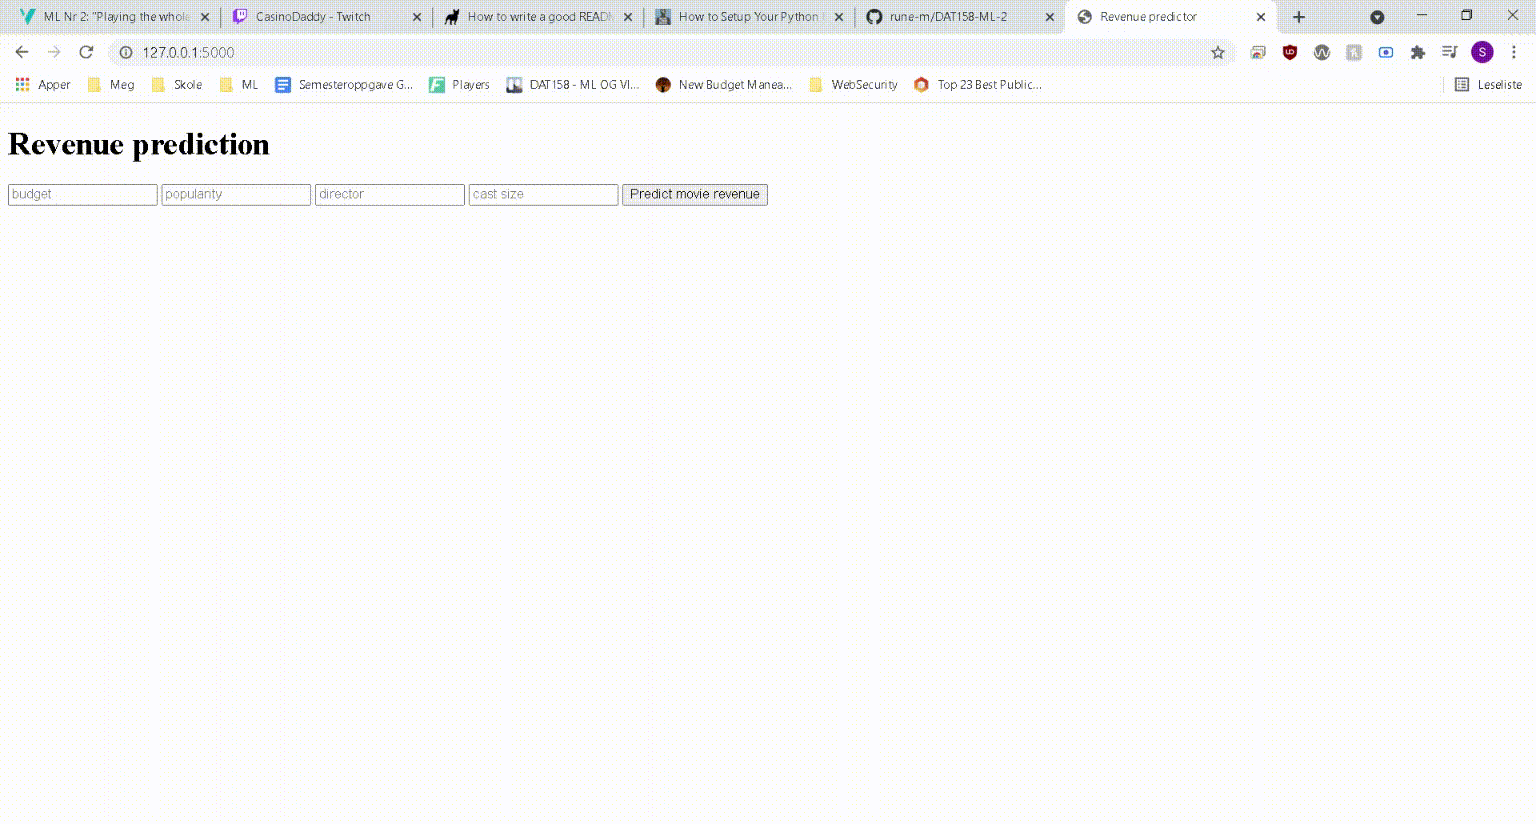 ML Nr 2: "Playing the whole
CasinoDaddy - Twitch
How to write a good READM
How to Setup Your Python
rune-m/DAT158-ML-2
Revenue predictor
127.0.0.1:5000
S
Apper
Meg
Skole
ML
Semesteroppgave G...
Players
DAT158 - ML OG VI...
New Budget Manea...
WebSecurity
Top 23 Best Public...
Leseliste
Revenue prediction
budget
popularity
director
cast size
Predict movie revenue